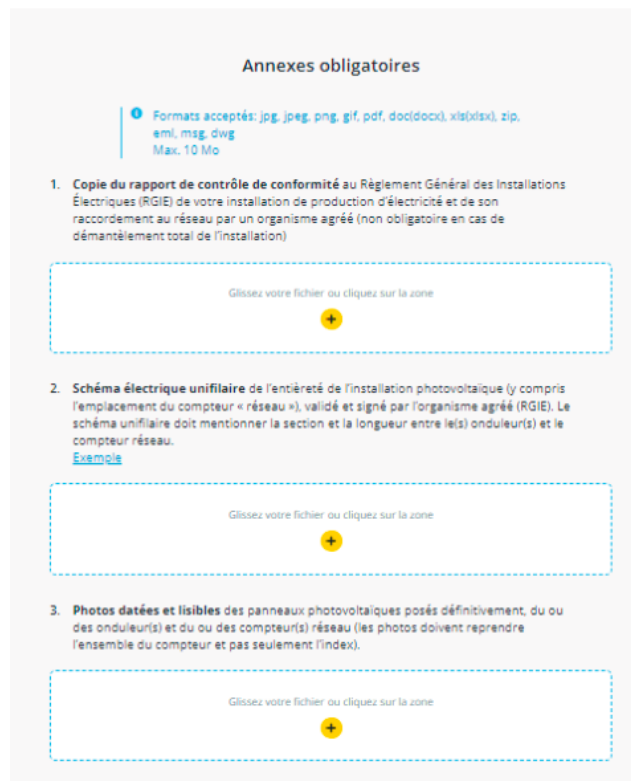 Annexes obligatoires
Formats acceptés: jpg, jpeg, png, gif, pdf, doc(docx), xls(xlsx), zip,
eml, msg, dwg
Max. 10 Mo
1. Copie du rapport de contrôle de conformité au Règlement Général des Installations
Électriques (RGIE) de votre installation de production d'électricité et de son
raccordement au réseau par un organisme agréé (non obligatoire en cas de
démantèlement total de l'installation)
Glissez votre fichier ou cliquez sur la zone
2. Schéma électrique unifilaire de l'entièreté de l'installation photovoltaïque (y compris
l'emplacement du compteur « réseau »), validé et signé par l'organisme agréé (RGIE). Le
schéma unifilaire doit mentionner la section et la longueur entre le(s) onduleur(s) et le
compteur réseau.
Exemple
Glissez votre fichier ou cliquez sur la zone
3. Photos datées et lisibles des panneaux photovoltaïques posés définitivement, du ou
des onduleur(s) et du ou des compteur(s) réseau (les photos doivent reprendre
l'ensemble du compteur et pas seulement l'index).
Glissez votre fichier ou cliquez sur la zone